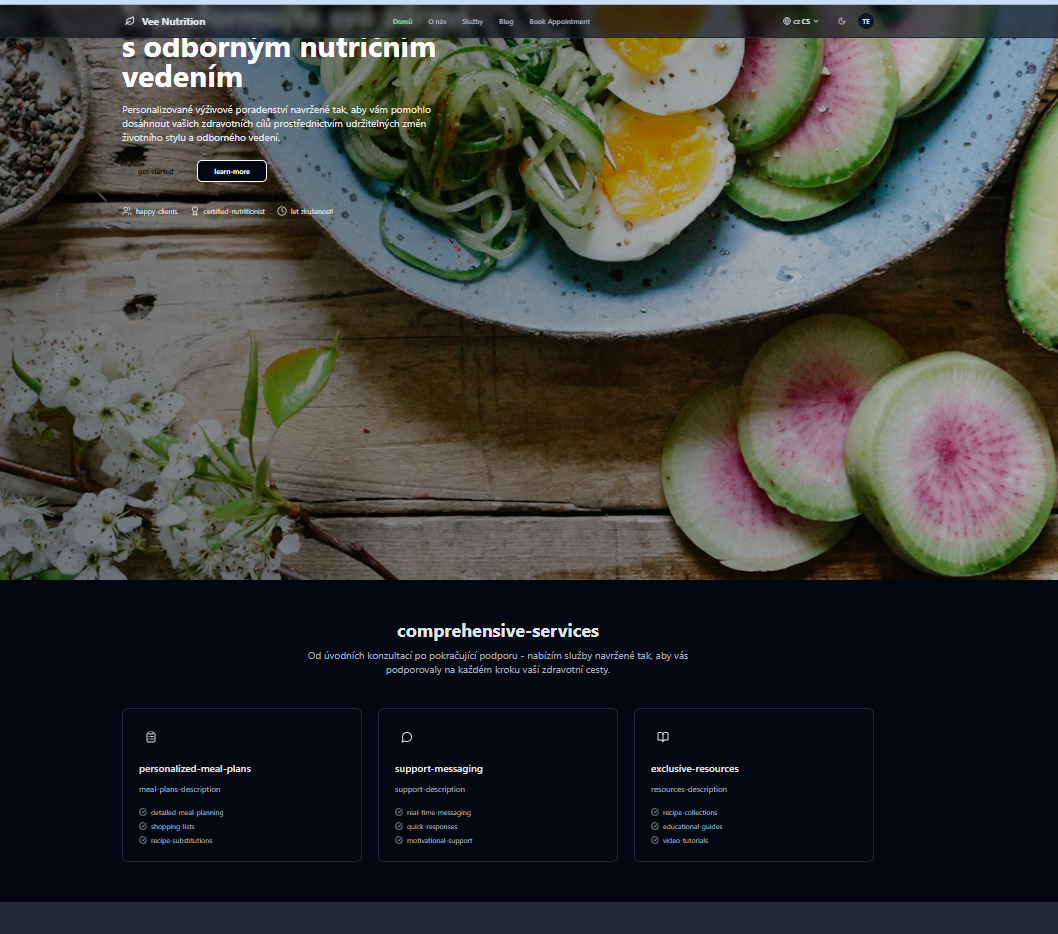 Vee Nutrition
Domů
O nás
Služby
Blog
Book Appointment
cz CS
TE
s odborným nutričním
vedením
Personalizované výživové poradenství navržené tak, aby vám pomohlo
dosáhnout vašich zdravotních cílů prostřednictvím udržitelných změn
životního stylu a odborného vedení.
get-started
learn-more
happy-clients
certified-nutritionist
let zkušeností
comprehensive-services
Od úvodních konzultací po pokračující podporu - nabízím služby navržené tak, aby vás
podporovaly na každém kroku vaší zdravotní cesty.
personalized-meal-plans
meal-plans-description
detailed-meal-planning
shopping-lists
recipe-substitutions
support-messaging
support-description
real-time-messaging
quick-responses
motivational-support
exclusive-resources
resources-description
recipe-collections
educational-guides
video-tutorials